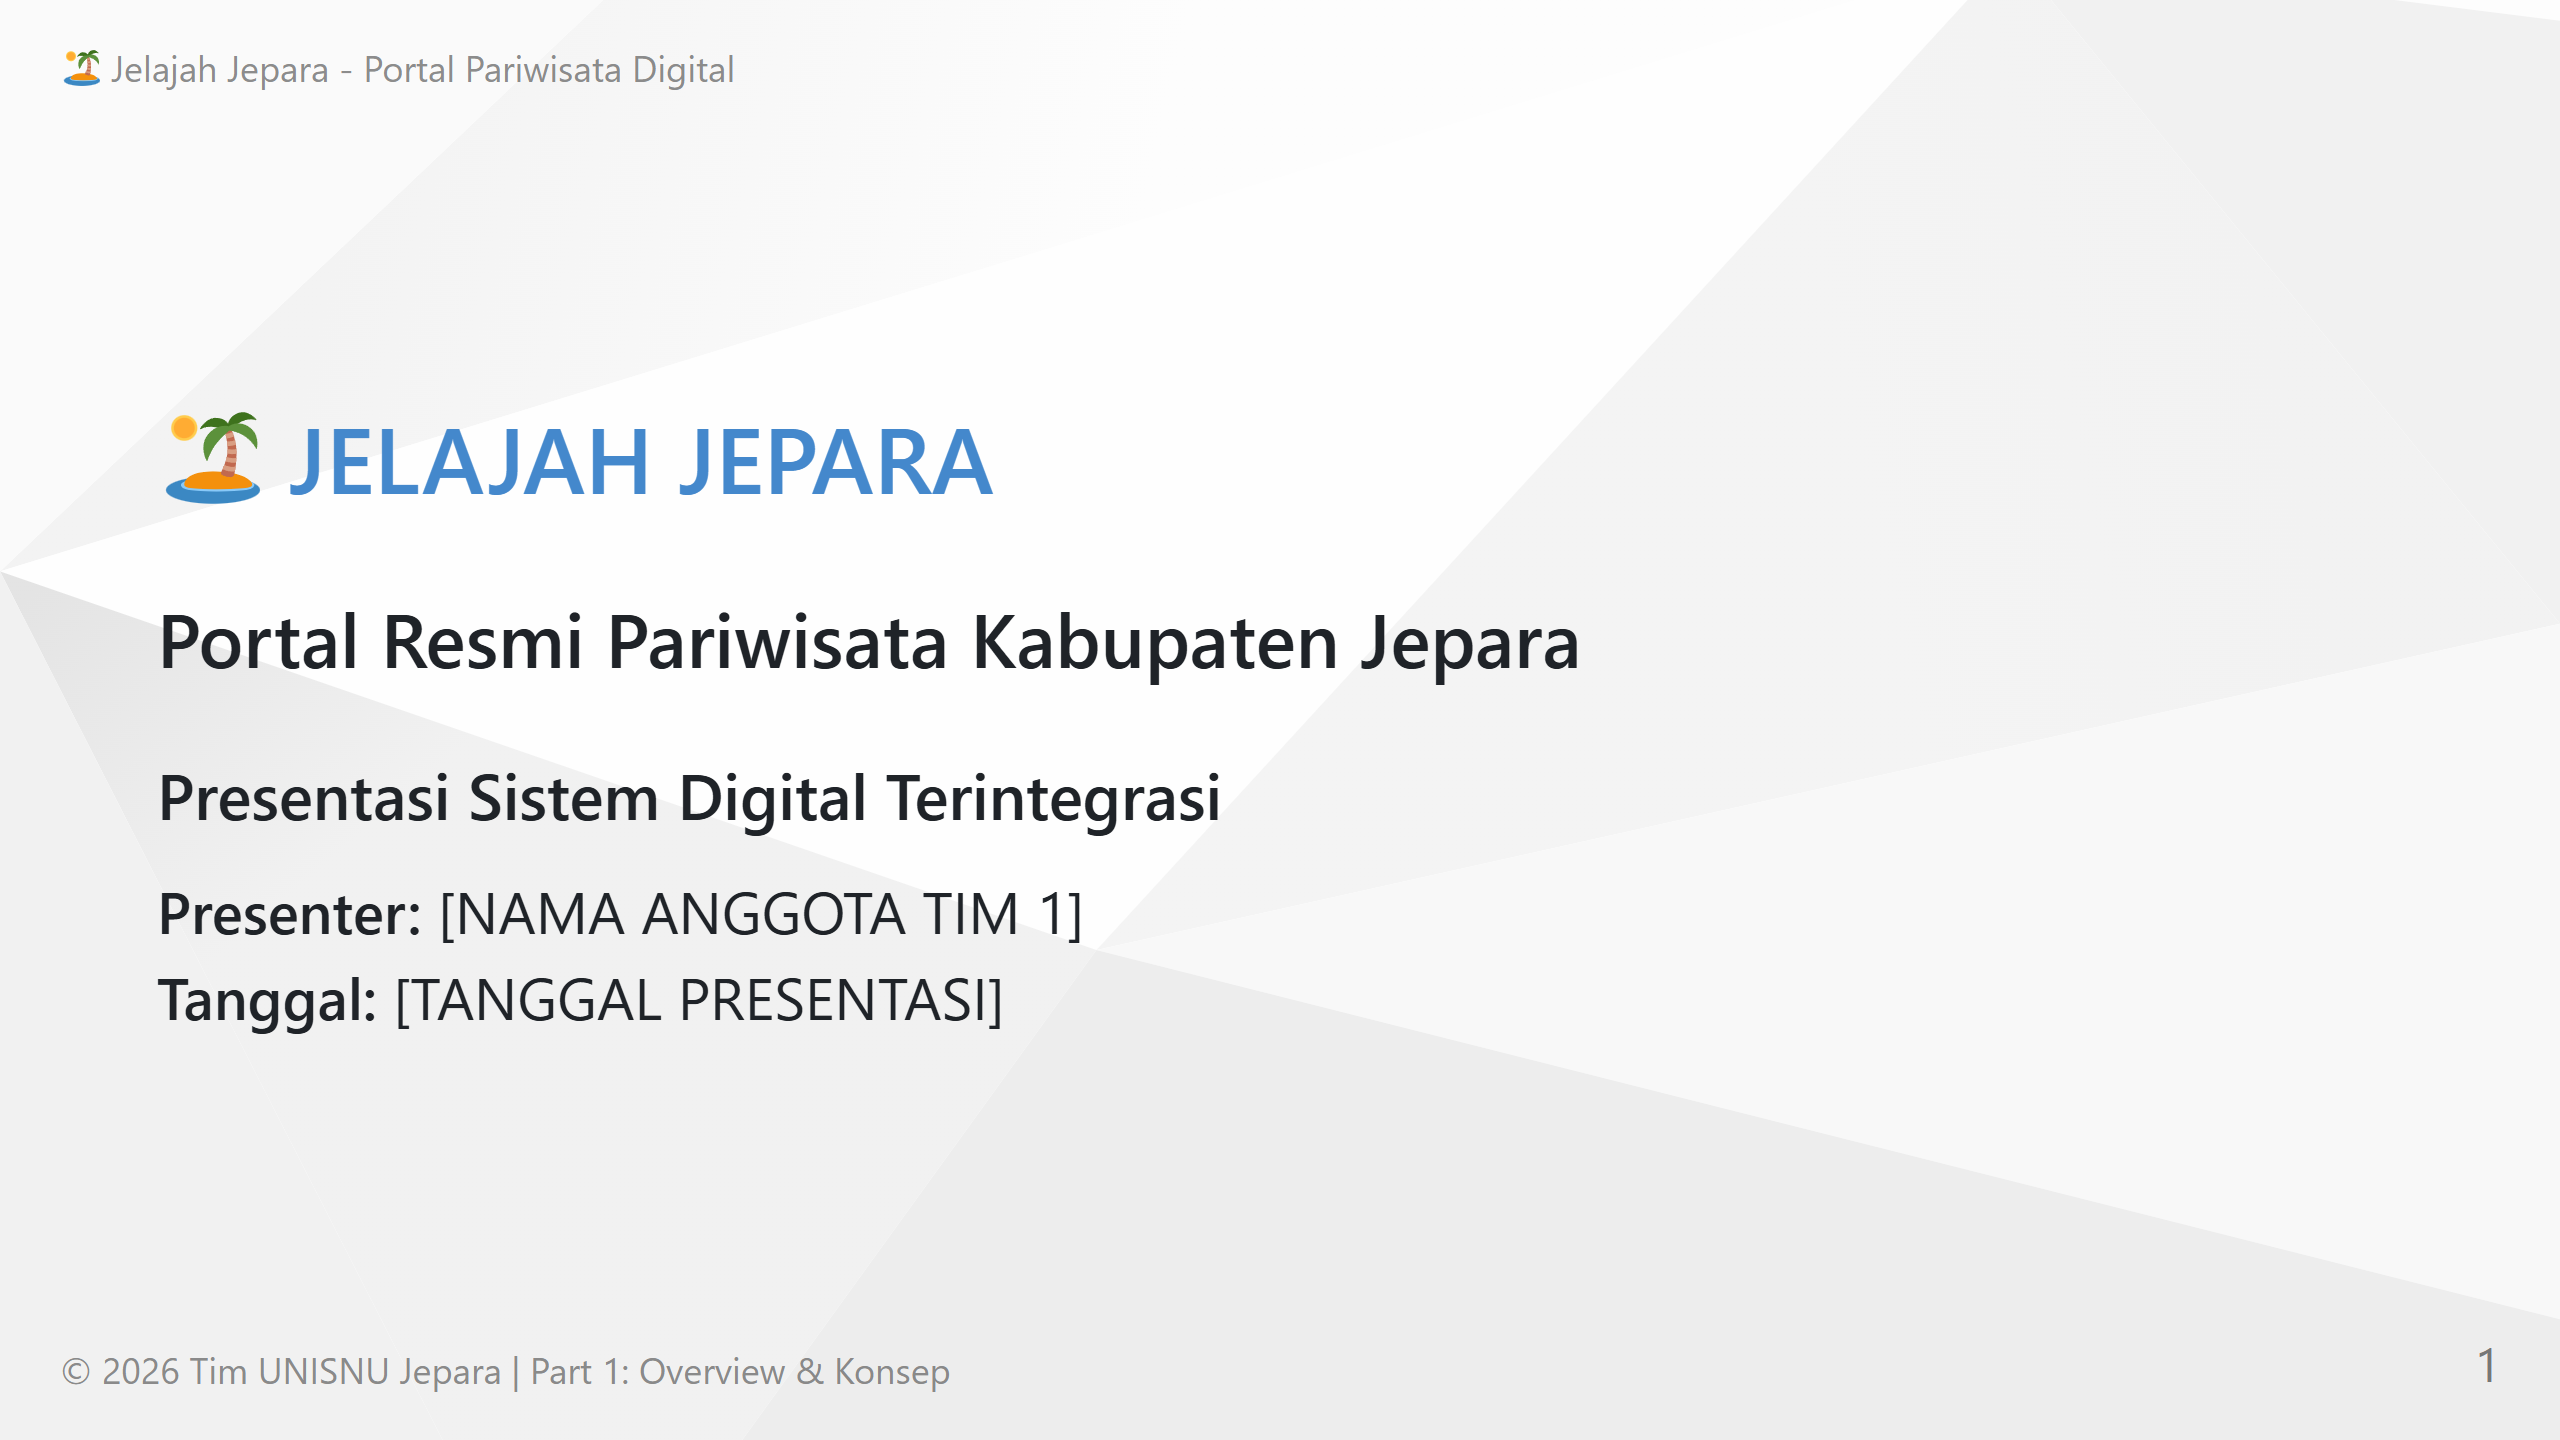 Jelajah Jepara - Portal Pariwisata Digital
JELAJAH JEPARA
Portal Resmi Pariwisata Kabupaten Jepara
Presentasi Sistem Digital Terintegrasi
Presenter: [NAMA ANGGOTA TIM 1]
Tanggal: [TANGGAL PRESENTASI]
© 2026 Tim UNISNU Jepara | Part 1: Overview & Konsep
1